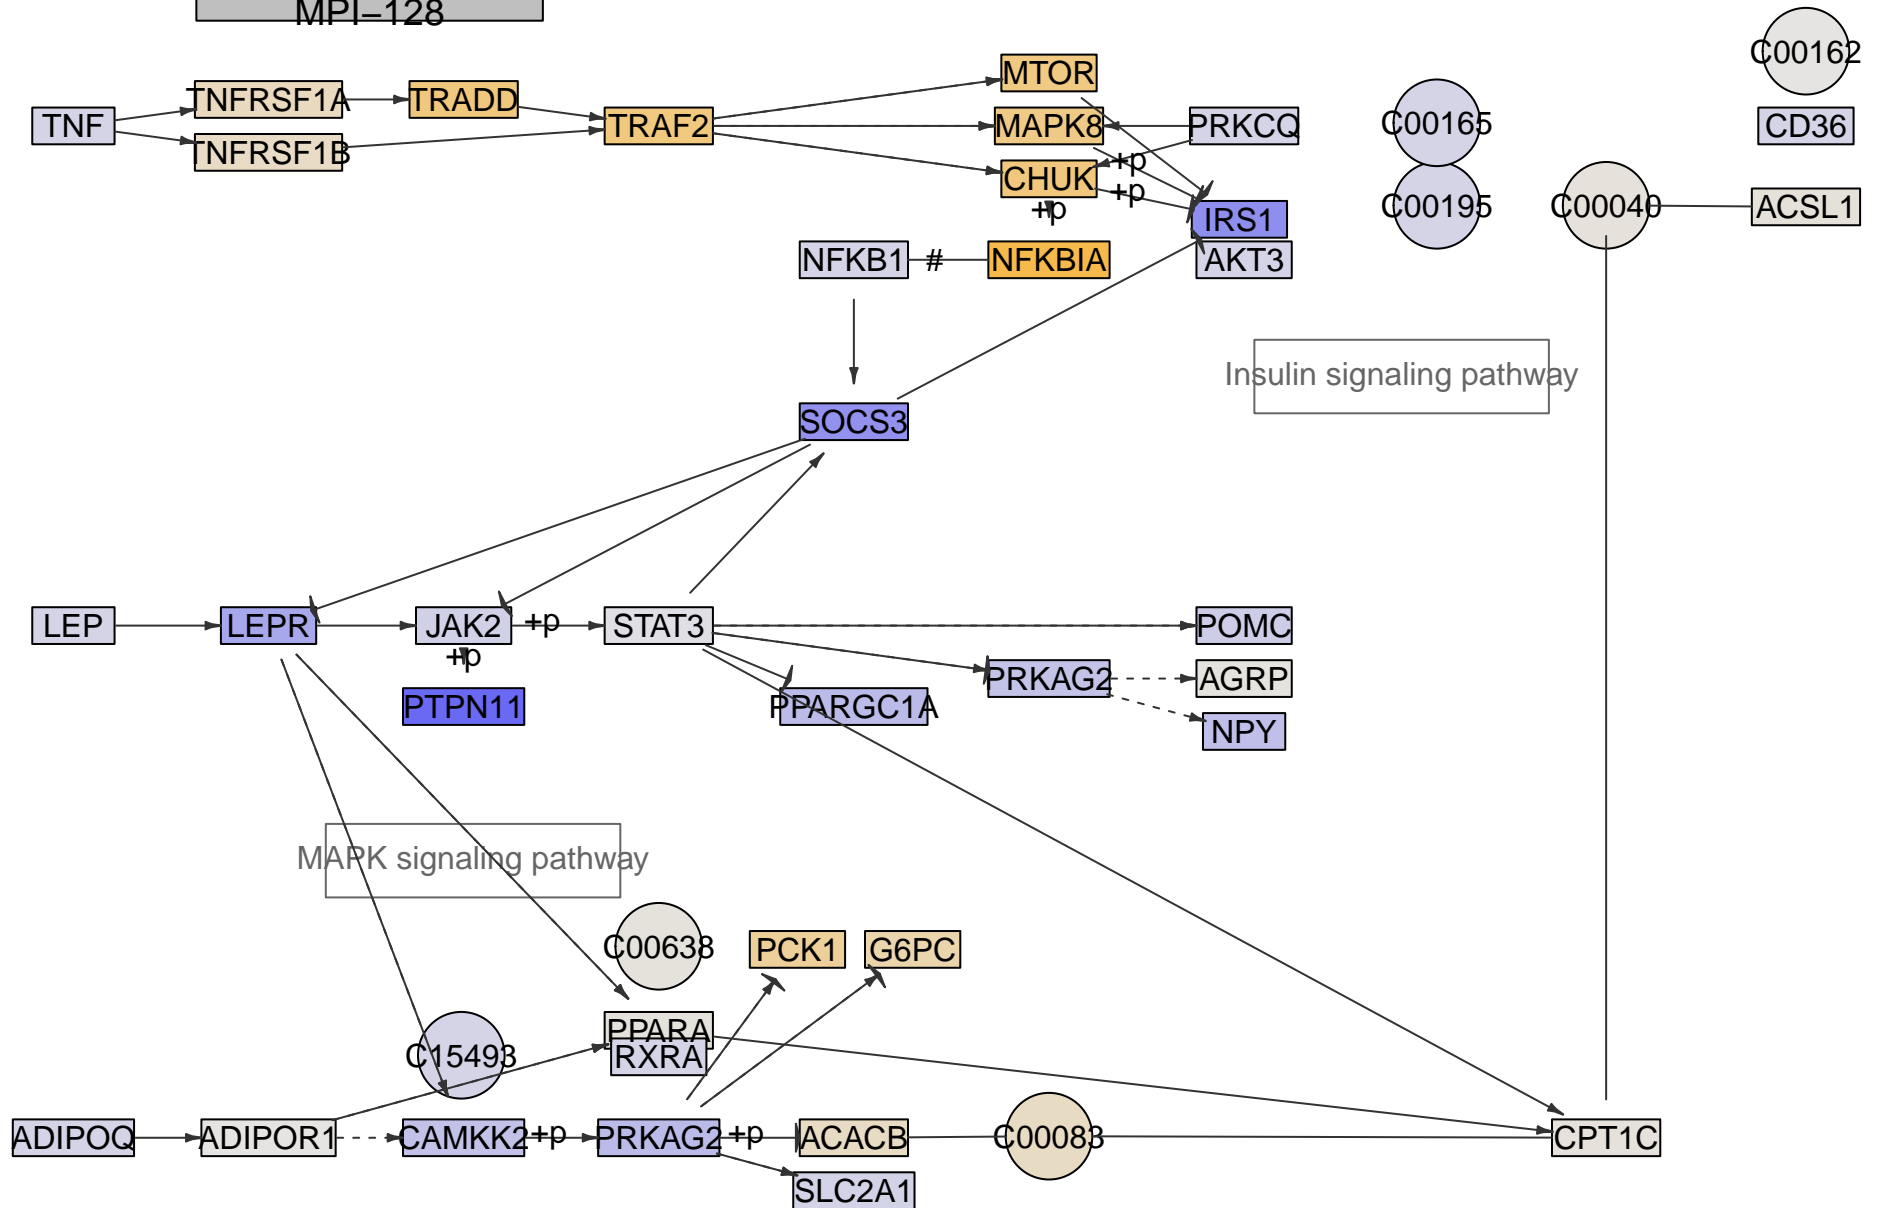 MPI−128
C00162
MTOR
TNFRSF1A
TRADD
TNF
TRAF2
MAPK8
PRKCQ
C00165
CD36
TNFRSF1B
+p
CHUK
+p
+p
IRS1
C00195
C00040
ACSL1
NFKB1
#
NFKBIA
AKT3
Insulin signaling pathway
SOCS3
LEP
LEPR
JAK2
+p
STAT3
POMC
+p
PRKAG2
AGRP
PTPN11
PPARGC1A
NPY
MAPK signaling pathway
C00638
PCK1
G6PC
PPARA
C15493
RXRA
ADIPOQ
ADIPOR1
CAMKK2
+p
PRKAG2
+p
ACACB
C00083
CPT1C
SLC2A1